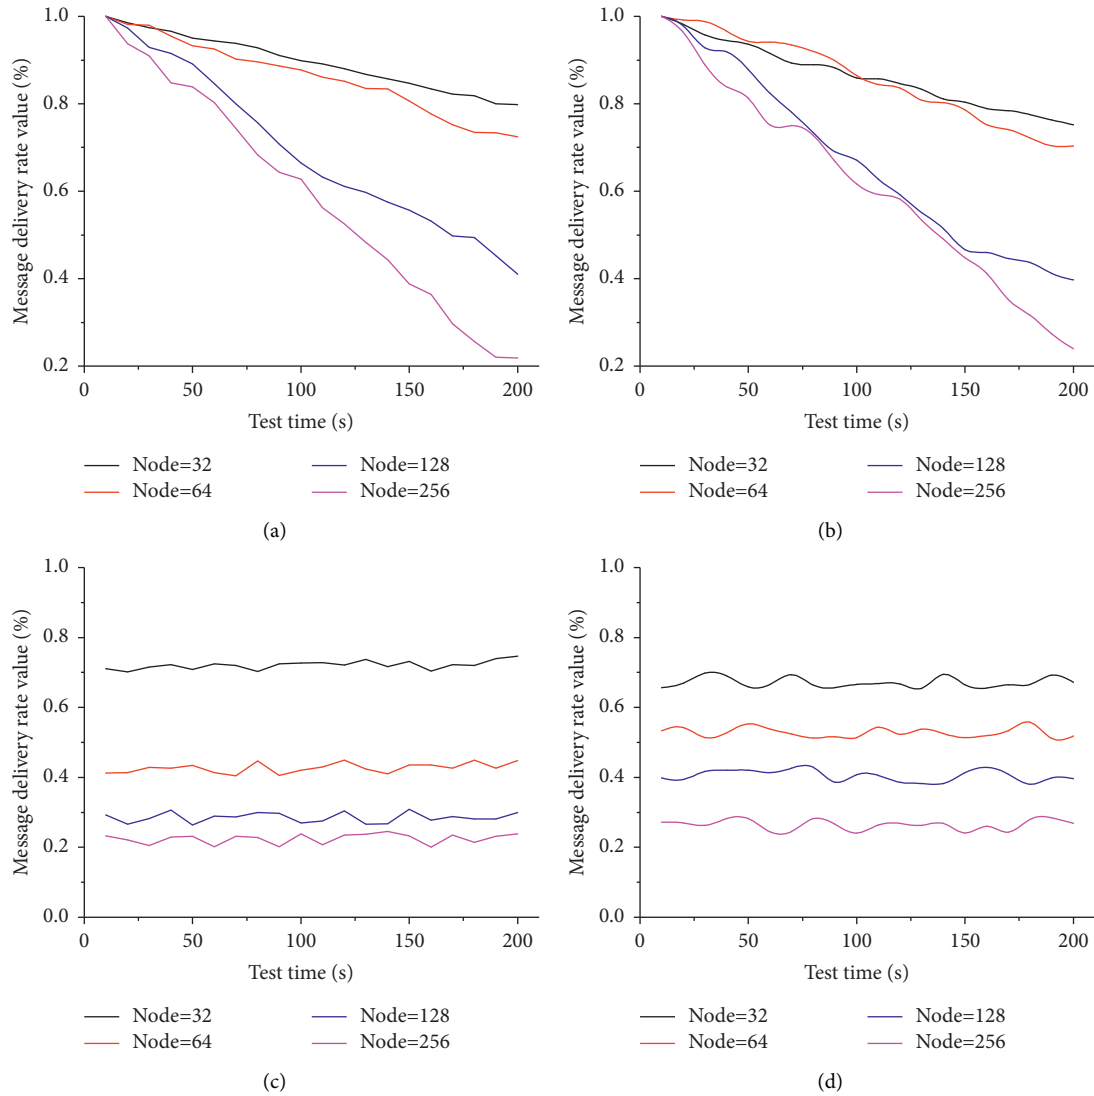 1.0
0.8
0.6
0.4
0.2
Message delivery rate value (%)
0 50 100 150 200
Test time (s)
Node=32 Node=128
Node=64 Node=256
(a)
1.0
0.8
0.6
0.4
0.2
Message delivery rate value (%)
0 50 100 150 200
Test time (s)
Node=32 Node=128
Node=64 Node=256
(b)
1.0
0.8
0.6
0.4
0.2
0.0
Message delivery rate value (%)
0 50 100 150 200
Test time (s)
Node=32 Node=128
Node=64 Node=256
(c)
1.0
0.8
0.6
0.4
0.2
0.0
Message delivery rate value (%)
0 50 100 150 200
Test time (s)
Node=32 Node=128
Node=64 Node=256
(d)